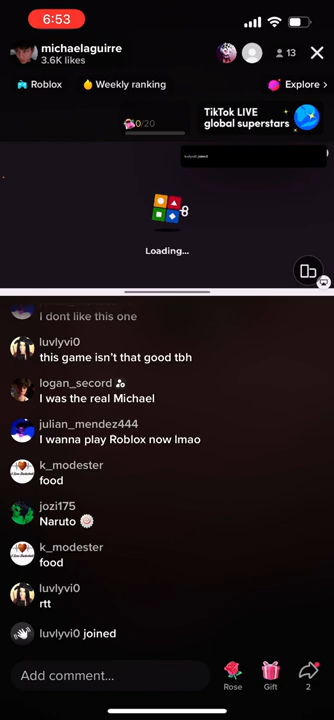 6:53
michaelaguirre
3.6K likes
13
Roblox
Weekly ranking
Explore >
0/20
TikTok LIVE
global superstars
Loading...
I dont like this one
luvlyvi0
this game isn't that good tbh
logan_secord
I was the real Michael
julian_mendez444
I wanna play Roblox now lmao
k_modester
food
jozi175
Naruto 🍥
k_modester
food
luvlyvi0
rtt
luvlyvi0 joined
Add comment...
Rose
Gift
2